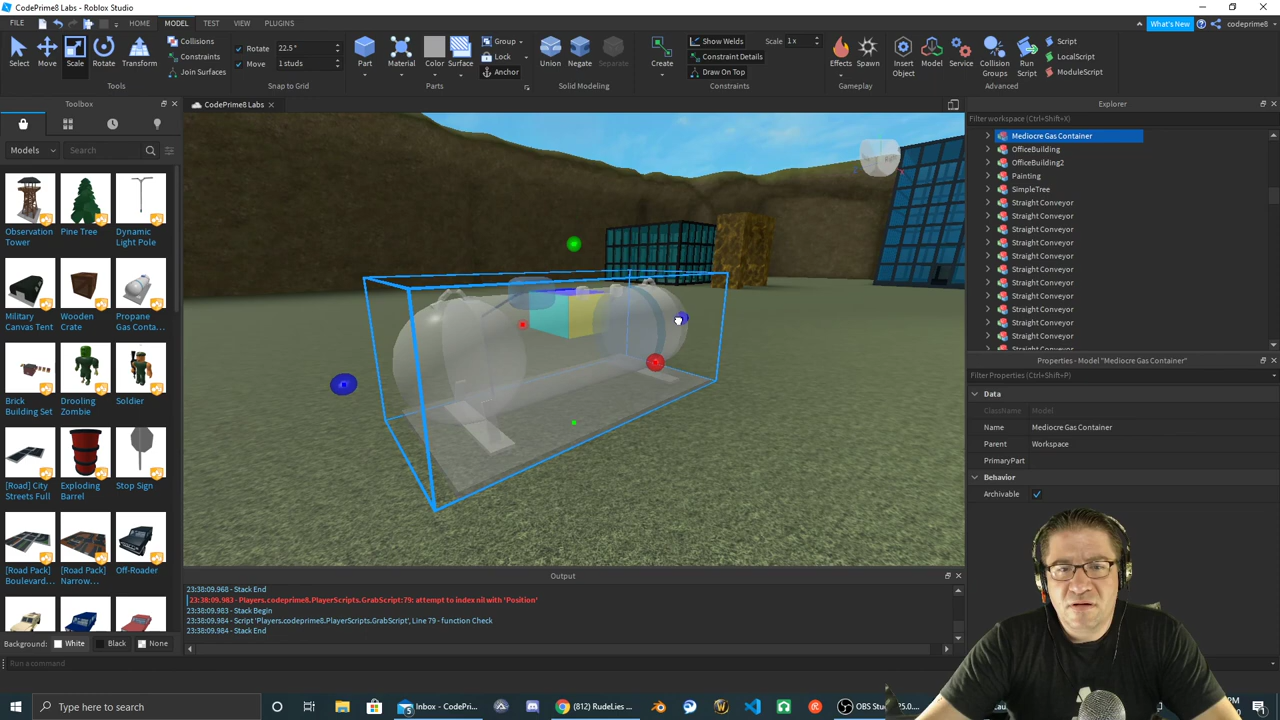 CodePrime8 Labs - Roblox Studio
FILE HOME MODEL TEST VIEW PLUGINS What's New codeprime8
Select Move Scale Rotate Transform
Collisions
Constraints
Join Surfaces
Tools
Rotate 22.5 °
Move 1 studs
Snap to Grid
Part Material Color Surface
Group
Lock
Anchor
Parts
Union Negate Separate
Solid Modeling
Create
Show Welds Scale 1 x
Constraint Details
Draw On Top
Constraints
Effects Spawn
Gameplay
Insert Object Model Service Collision Groups Run Script
Script
LocalScript
ModuleScript
Advanced
Toolbox
Models Search
Observation Tower
Pine Tree
Dynamic Light Pole
Military Canvas Tent
Wooden Crate
Propane Gas Conta...
Brick Building Set
Drooling Zombie
Soldier
[Road] City Streets Full
Exploding Barrel
Stop Sign
[Road Pack] Boulevard...
[Road Pack] Narrow...
Off-Roader
Background: White Black None
Run a command
CodePrime8 Labs
Explorer
Filter workspace (Ctrl+Shift+X)
Mediocre Gas Container
OfficeBuilding
OfficeBuilding2
Painting
SimpleTree
Straight Conveyor
Straight Conveyor
Straight Conveyor
Straight Conveyor
Straight Conveyor
Straight Conveyor
Straight Conveyor
Straight Conveyor
Straight Conveyor
Straight Conveyor
Straight Conveyor
Straight Conveyor
Properties - Model "Mediocre Gas Container"
Filter Properties (Ctrl+Shift+P)
Data
ClassName Model
Name Mediocre Gas Container
Parent Workspace
PrimaryPart
Behavior
Archivable
Output
23:38:09.968 - Stack End
23:38:09.983 - Players.codeprime8.PlayerScripts.GrabScript:79: attempt to index nil with 'Position'
23:38:09.983 - Stack Begin
23:38:09.984 - Script 'Players.codeprime8.PlayerScripts.GrabScript', Line 79 - function Check
23:38:09.984 - Stack End
Type here to search
Inbox - CodePri...
(812) RudeLies ...
OBS Studio